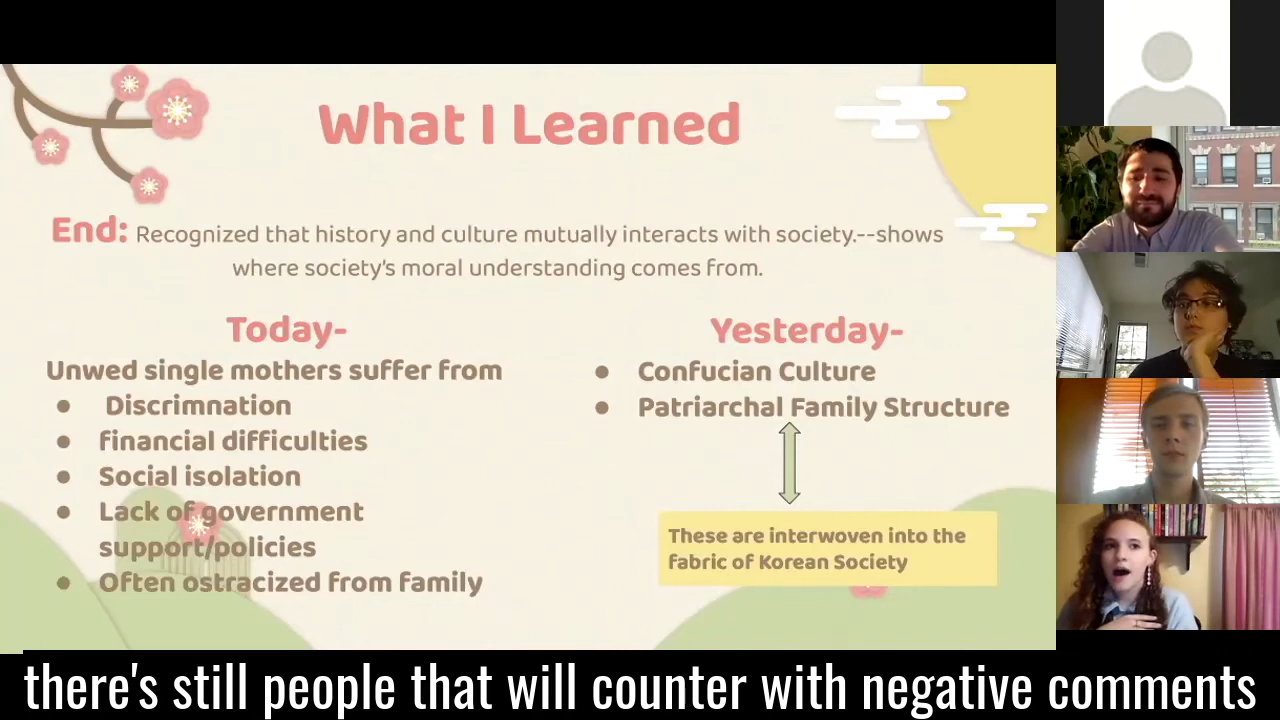 What I Learned
End: Recognized that history and culture mutually interacts with society.--shows
where society's moral understanding comes from.
Today-
Unwed single mothers suffer from
● Discrimnation
● financial difficulties
● Social isolation
● Lack of government
support/policies
● Often ostracized from family
Yesterday-
● Confucian Culture
● Patriarchal Family Structure
These are interwoven into the
fabric of Korean Society
there's still people that will counter with negative comments